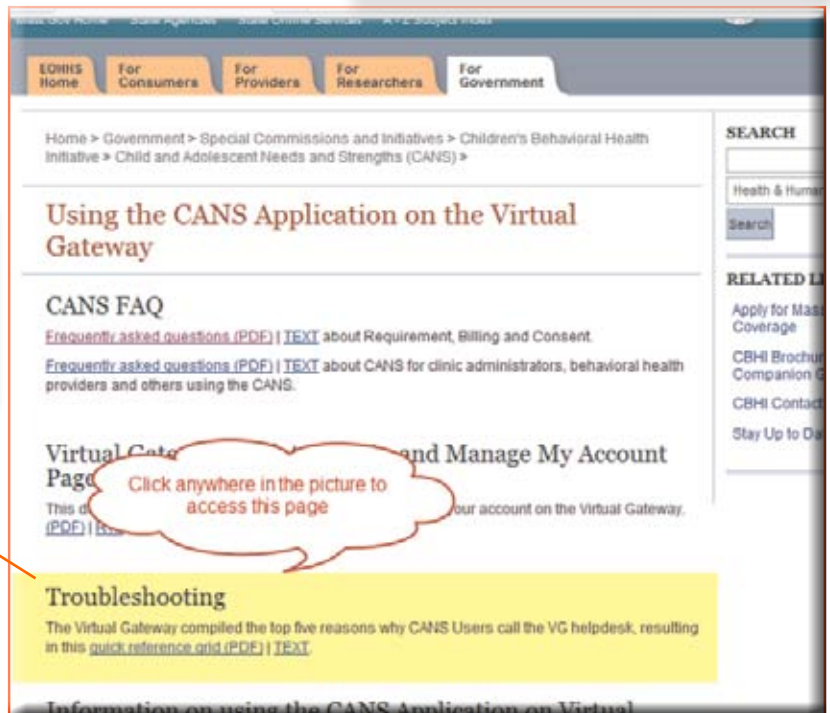 Mass.Gov Home State Agencies State Online Services A-Z Subject Index
EOHHS Home
For Consumers
For Providers
For Researchers
For Government
Home > Government > Special Commissions and Initiatives > Children's Behavioral Health
Initiative > Child and Adolescent Needs and Strengths (CANS) >
Using the CANS Application on the Virtual
Gateway
CANS FAQ
Frequently asked questions (PDF) | TEXT about Requirement, Billing and Consent.
Frequently asked questions (PDF) | TEXT about CANS for clinic administrators, behavioral health
providers and others using the CANS.
Virtual and Manage My Account
Page
Click anywhere in the picture to
access this page
This our account on the Virtual Gateway.
(PDF) |
Troubleshooting
The Virtual Gateway compiled the top five reasons why CANS Users call the VG helpdesk, resulting
in this quick reference grid (PDF) | TEXT.
Information on using the CANS Application on Virtual
SEARCH
Health & Human
Search
RELATED
Apply for Mass
Coverage
CBHI Brochur
Companion G
CBHI Contact
Stay Up to Da